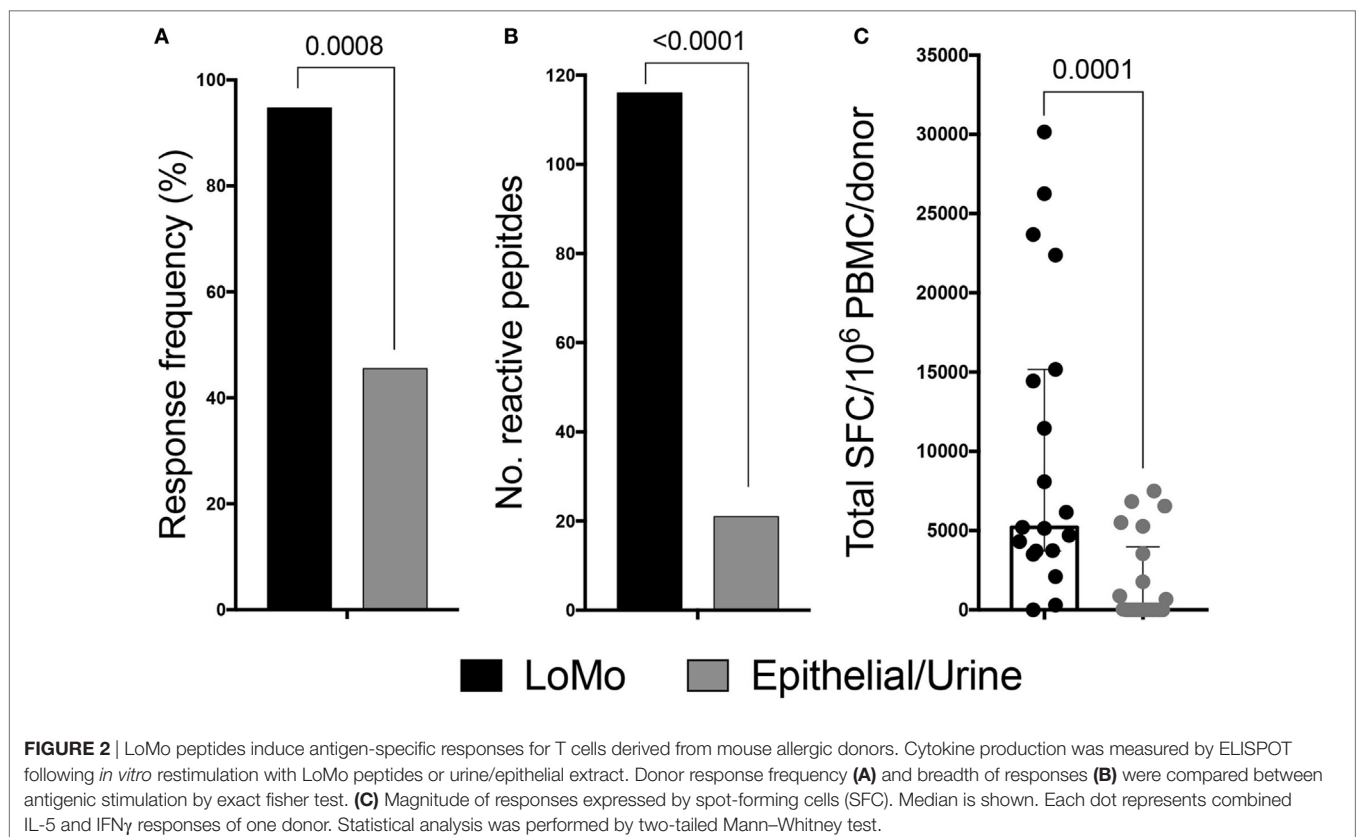 A
0.0008
Response frequency (%)
100
80
60
40
20
0
B
<0.0001
No. reactive pepitdes
120
100
80
60
40
20
0
C
0.0001
Total SFC/10⁶ PBMC/donor
35000
30000
25000
20000
15000
10000
5000
0
LoMo Epithelial/Urine
FIGURE 2 | LoMo peptides induce antigen-specific responses for T cells derived from mouse allergic donors. Cytokine production was measured by ELISPOT
following in vitro restimulation with LoMo peptides or urine/epithelial extract. Donor response frequency (A) and breadth of responses (B) were compared between
antigenic stimulation by exact fisher test. (C) Magnitude of responses expressed by spot-forming cells (SFC). Median is shown. Each dot represents combined
IL-5 and IFNγ responses of one donor. Statistical analysis was performed by two-tailed Mann–Whitney test.